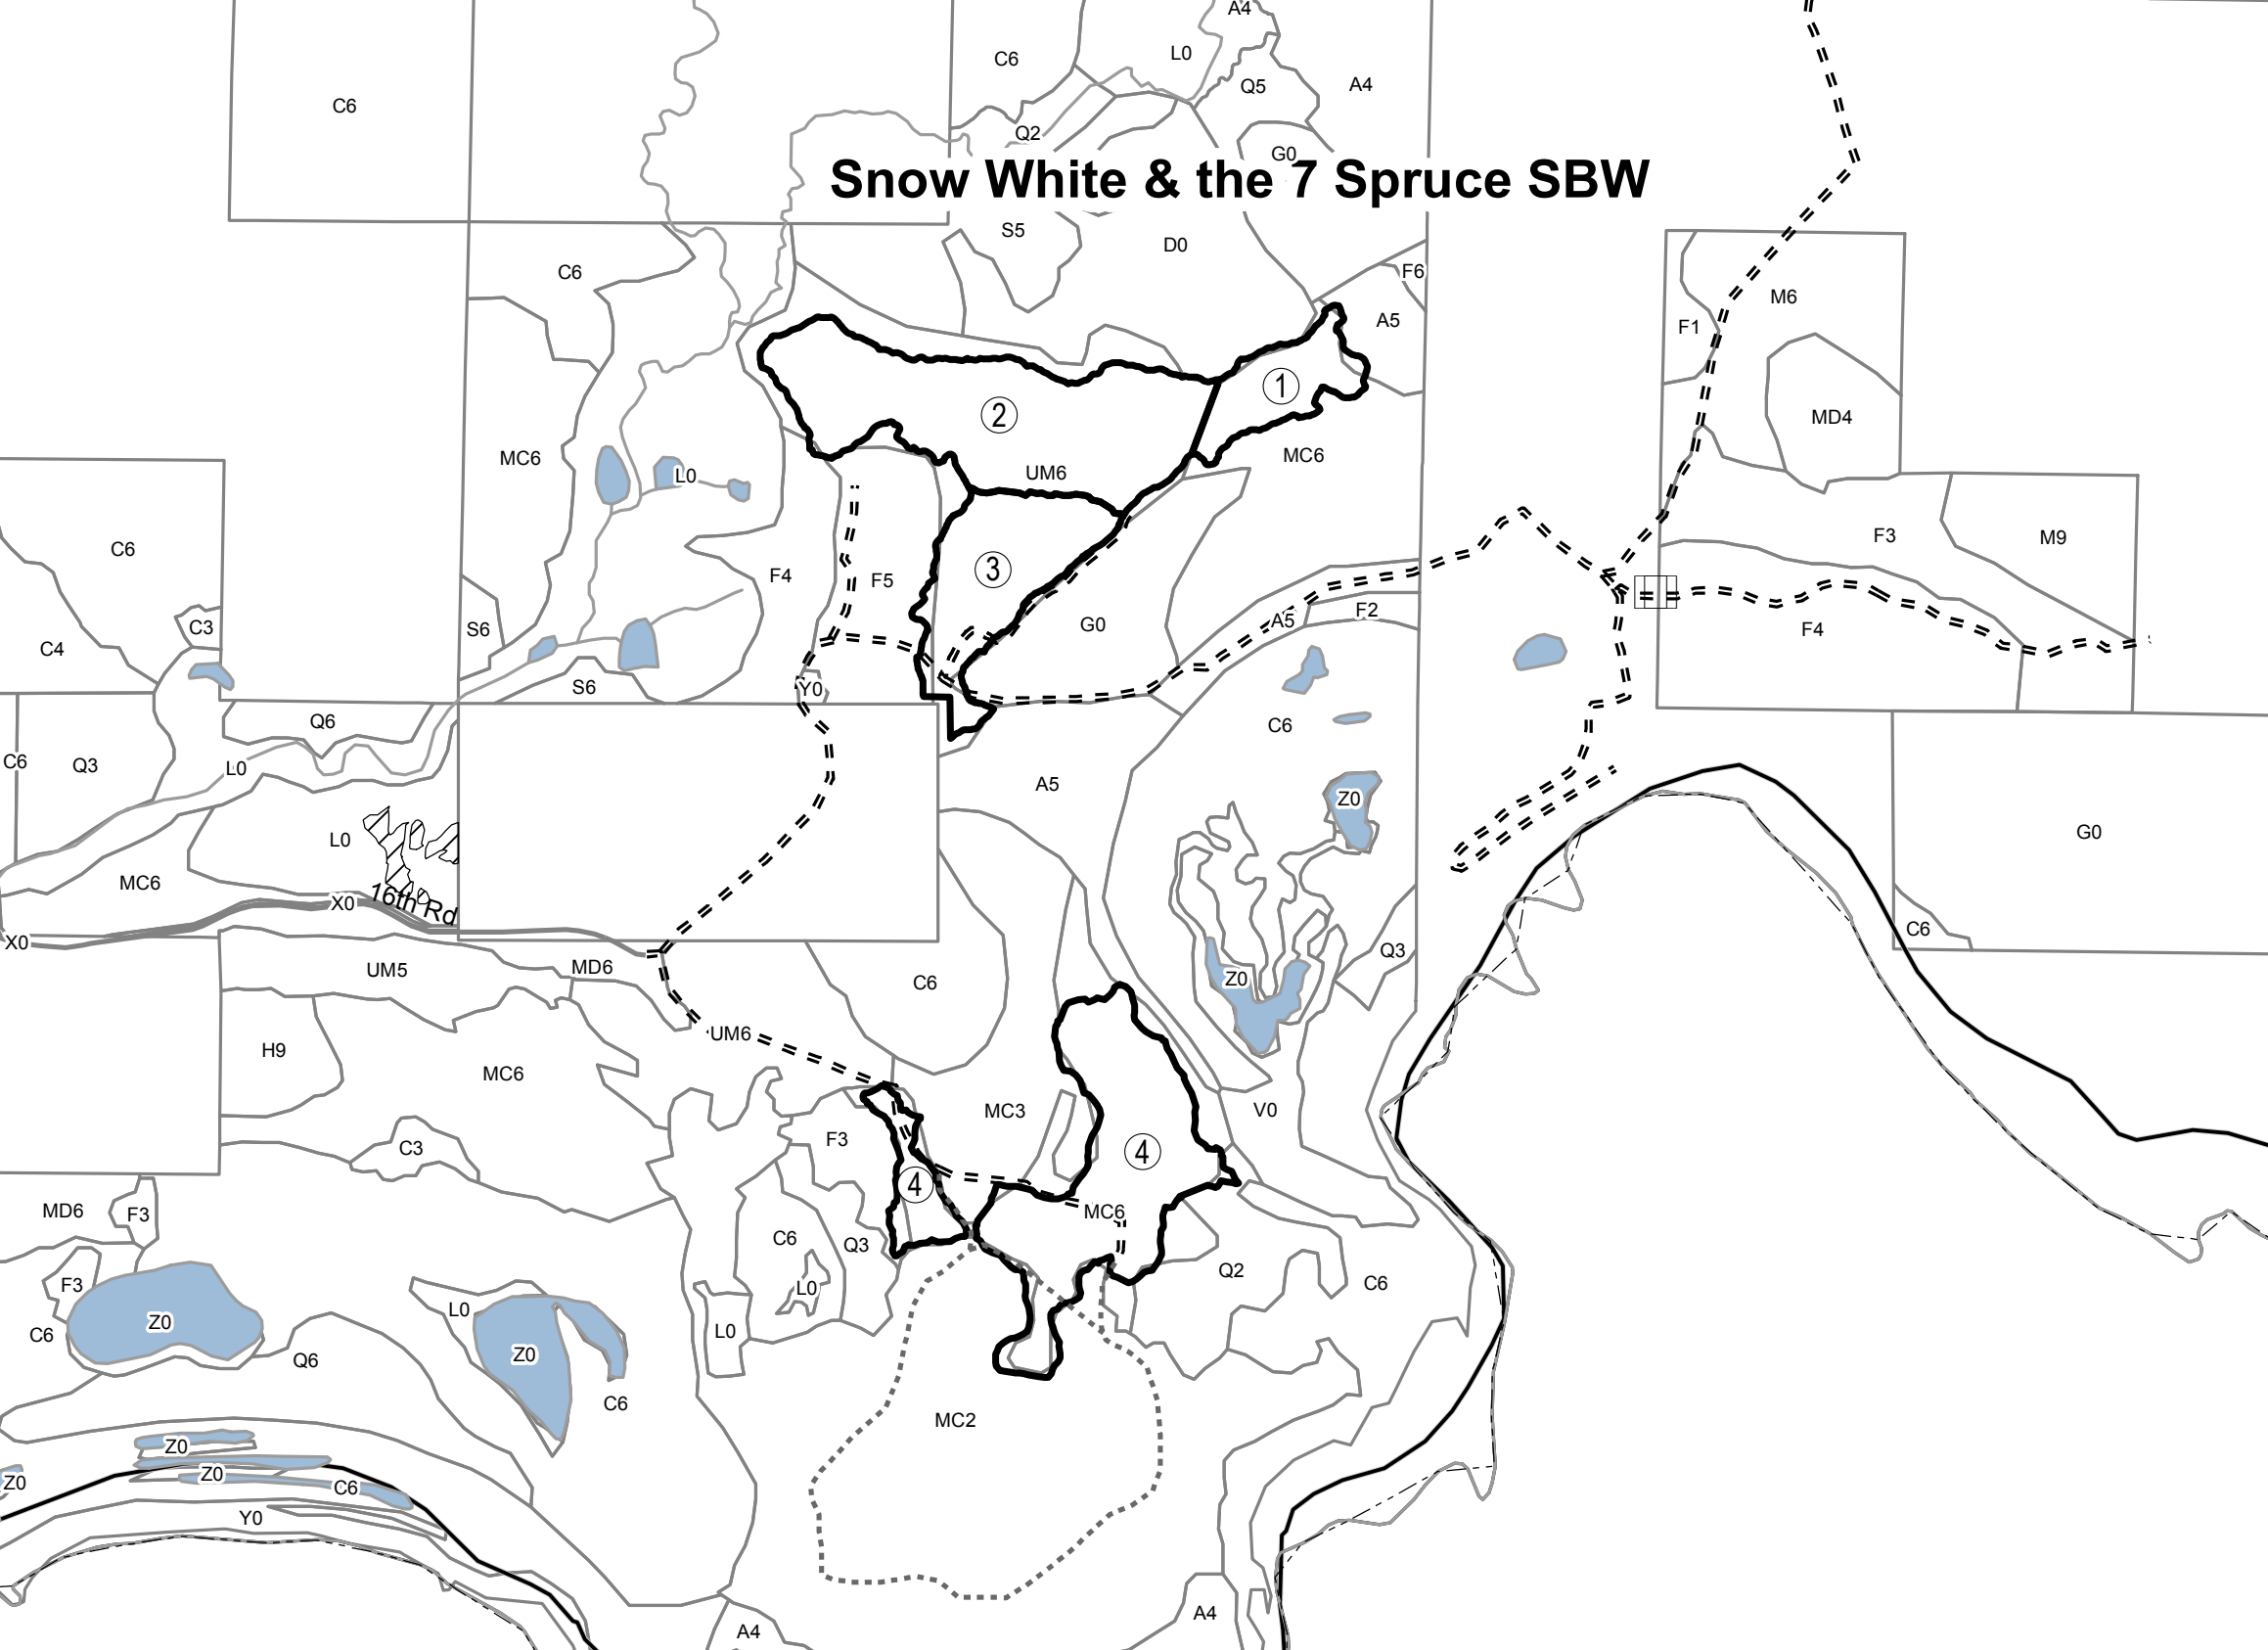 A4
C6
L0
Q5
A4
C6
Q2
G0
Snow White & the 7 Spruce SBW
S5
D0
C6
F6
M6
A5
F1
1
2
MD4
MC6
MC6
UM6
L0
F3
M9
C6
3
F4
F5
F2
A5
G0
F4
C3
S6
C4
S6
Y0
Q6
C6
C6
Q3
L0
A5
Z0
G0
L0
MC6
16th Rd
X0
C6
X0
Q3
UM5
MD6
C6
Z0
UM6
H9
MC6
MC3
V0
F3
C3
4
4
MD6
F3
MC6
C6
Q3
Q2
C6
F3
L0
L0
Z0
C6
L0
Z0
Q6
C6
MC2
Z0
Z0
Z0
C6
Y0
A4
A4